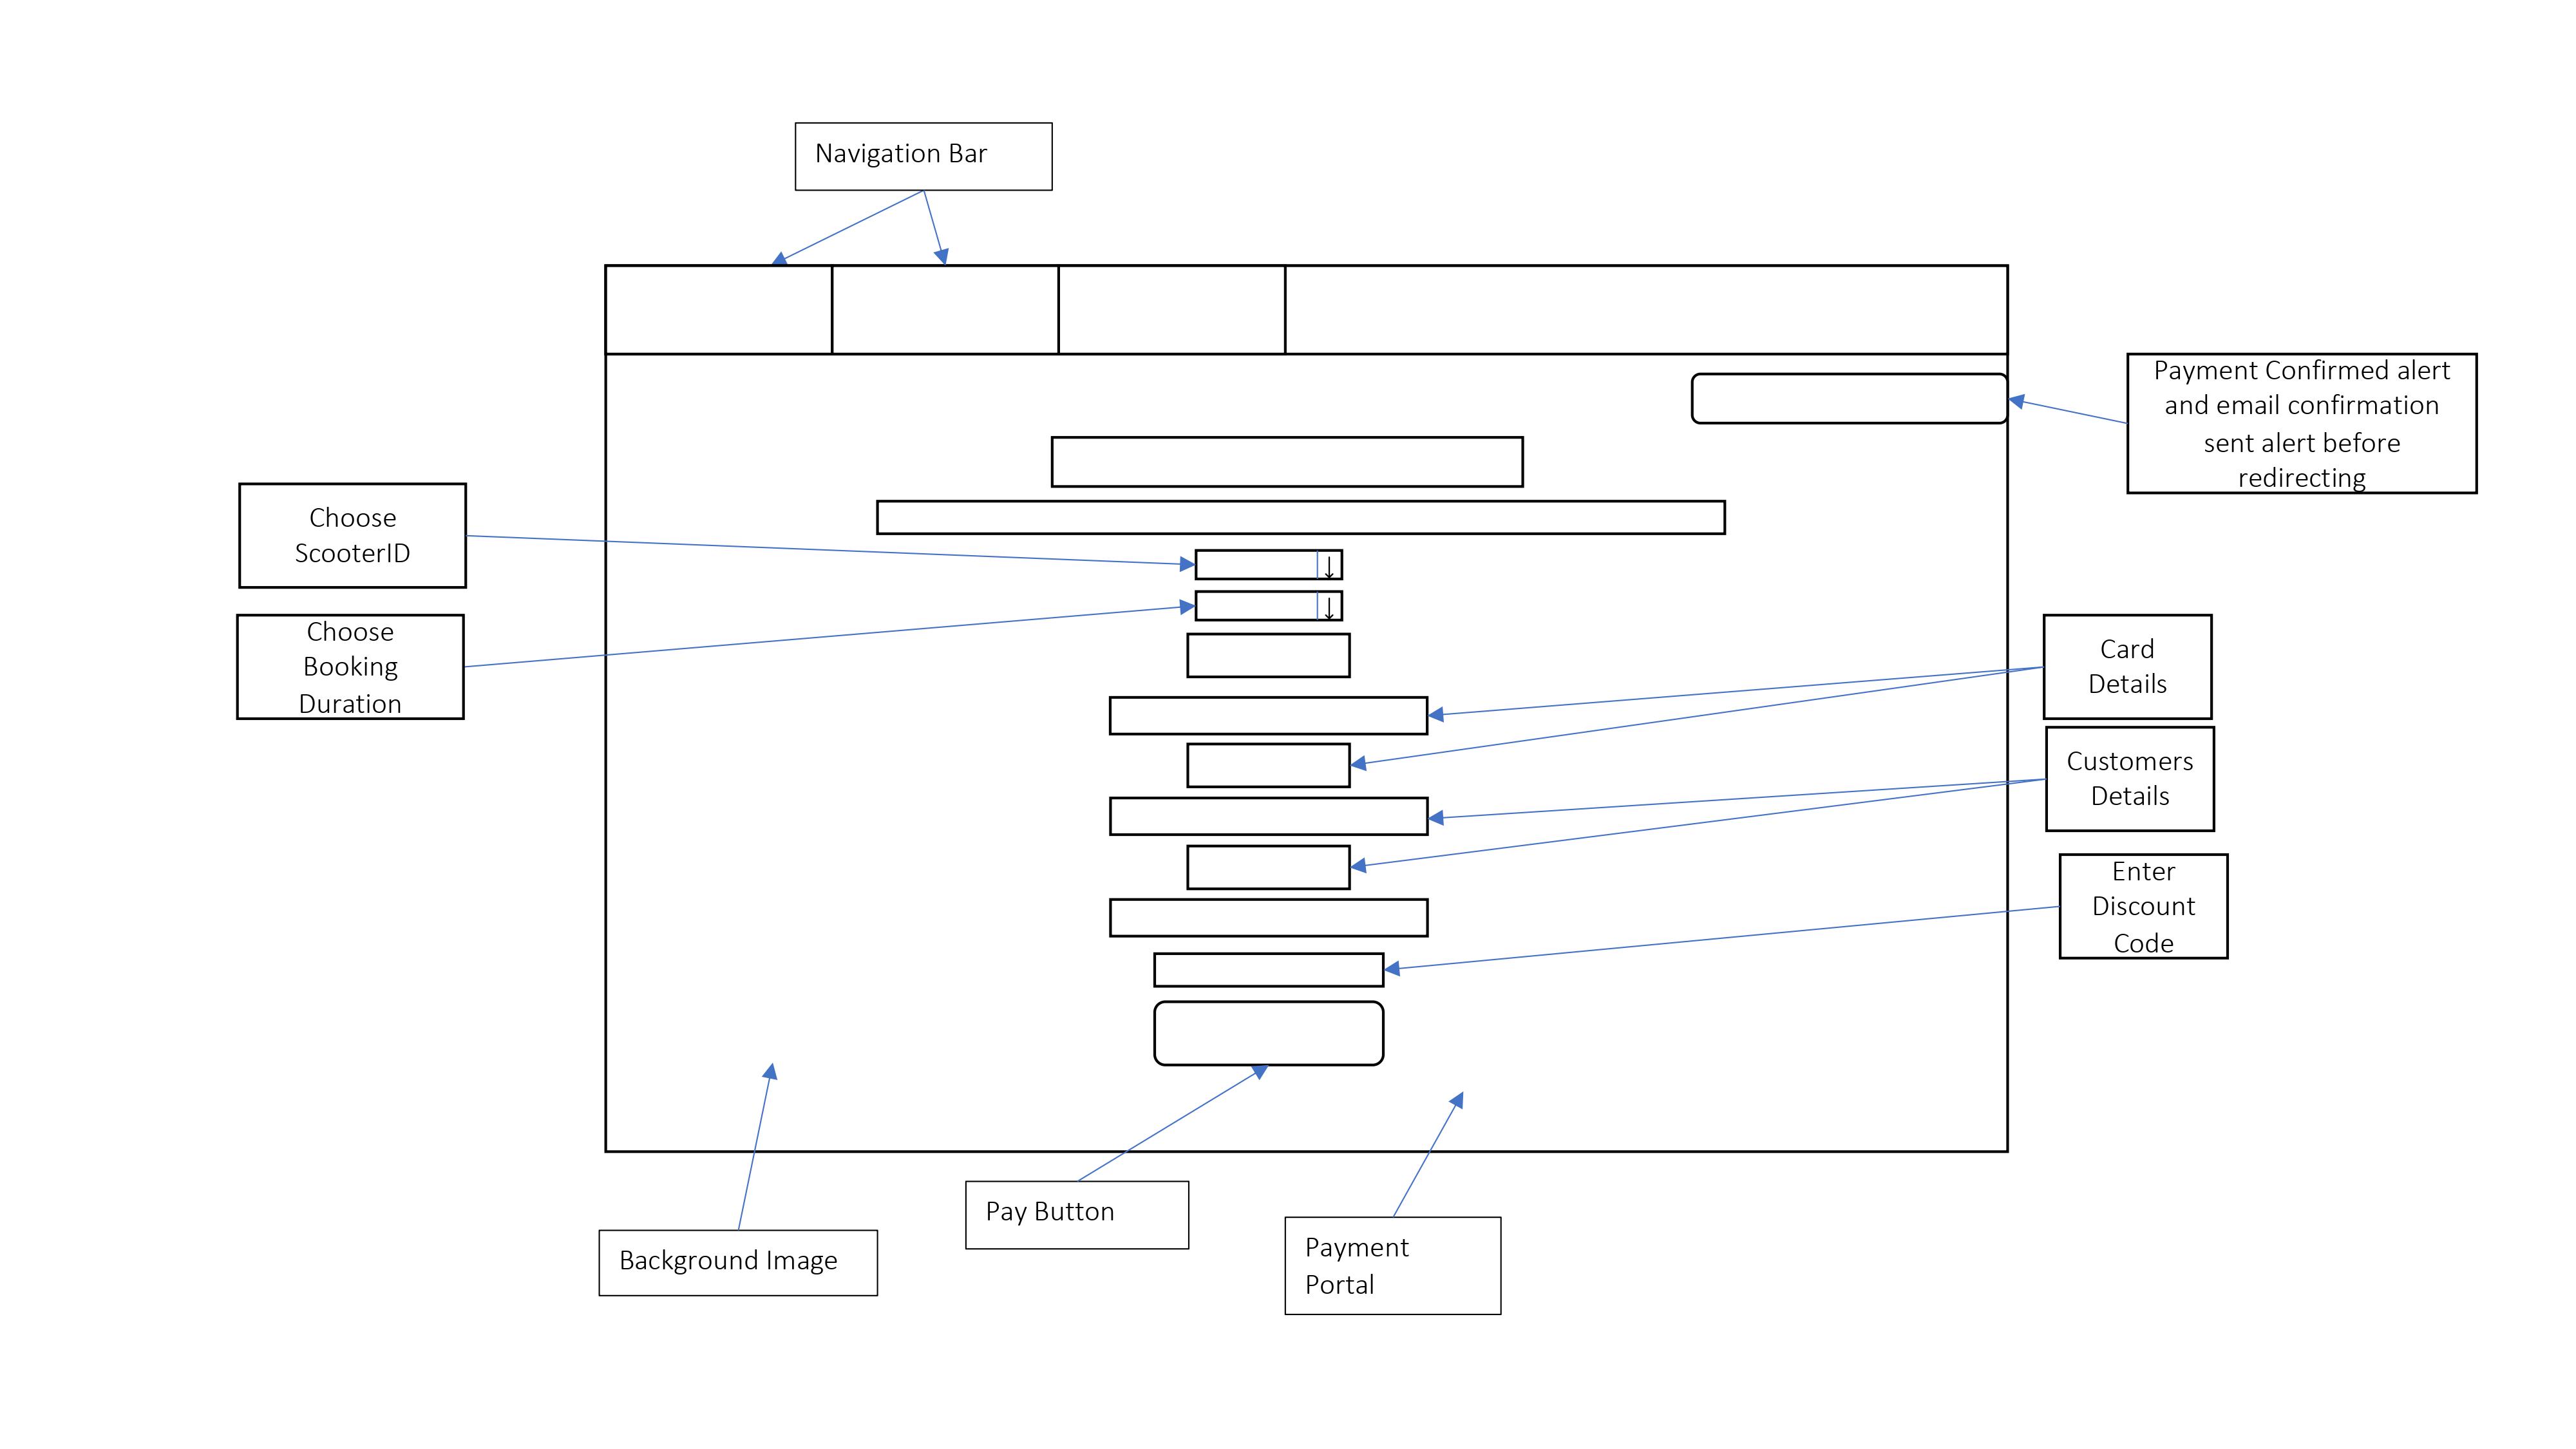 Navigation Bar
Payment Confirmed alert
and email confirmation
sent alert before
redirecting
Choose
ScooterID
Choose
Booking
Duration
Card
Details
Customers
Details
Enter
Discount
Code
Pay Button
Background Image
Payment
Portal